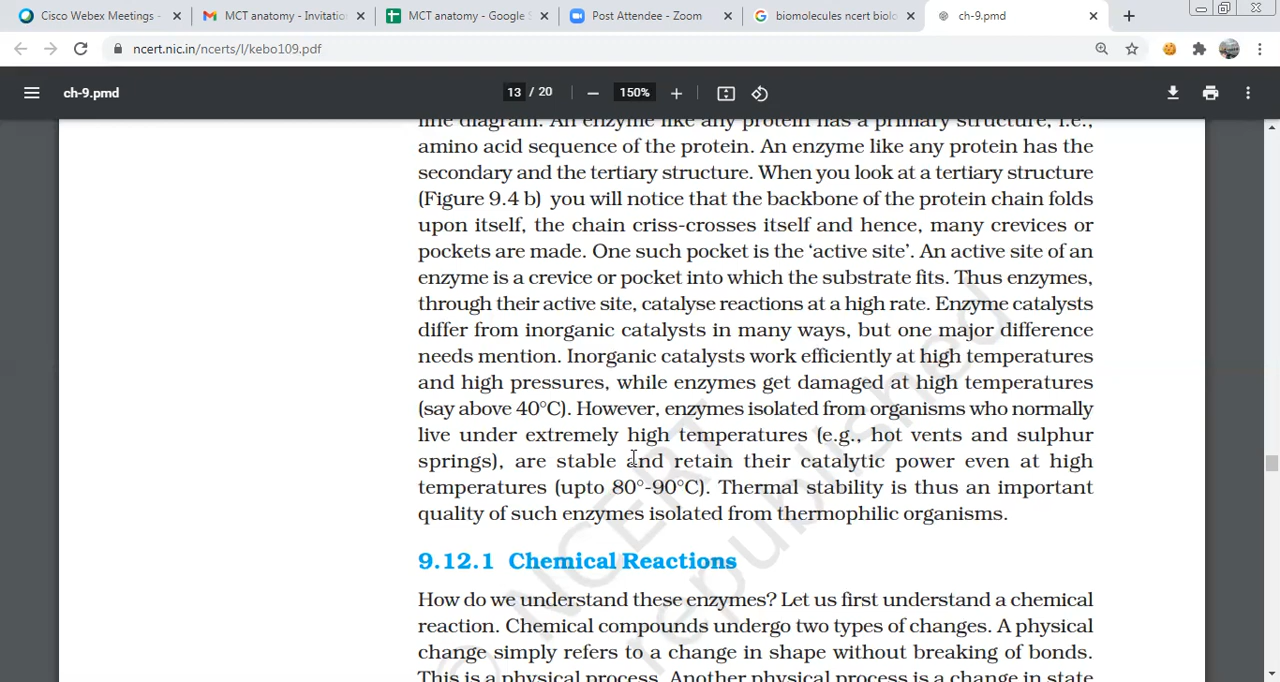 Cisco Webex Meetings -
MCT anatomy - Invitatio
MCT anatomy - Google S
Post Attendee - Zoom
biomolecules ncert biolo
ch-9.pmd
ncert.nic.in/ncerts/l/kebo109.pdf
ch-9.pmd
13 / 20
150%
line diagram. An enzyme like any protein has a primary structure, i.e.,
amino acid sequence of the protein. An enzyme like any protein has the
secondary and the tertiary structure. When you look at a tertiary structure
(Figure 9.4 b) you will notice that the backbone of the protein chain folds
upon itself, the chain criss-crosses itself and hence, many crevices or
pockets are made. One such pocket is the ‘active site’. An active site of an
enzyme is a crevice or pocket into which the substrate fits. Thus enzymes,
through their active site, catalyse reactions at a high rate. Enzyme catalysts
differ from inorganic catalysts in many ways, but one major difference
needs mention. Inorganic catalysts work efficiently at high temperatures
and high pressures, while enzymes get damaged at high temperatures
(say above 40°C). However, enzymes isolated from organisms who normally
live under extremely high temperatures (e.g., hot vents and sulphur
springs), are stable and retain their catalytic power even at high
temperatures (upto 80°-90°C). Thermal stability is thus an important
quality of such enzymes isolated from thermophilic organisms.
9.12.1 Chemical Reactions
How do we understand these enzymes? Let us first understand a chemical
reaction. Chemical compounds undergo two types of changes. A physical
change simply refers to a change in shape without breaking of bonds.
This is a physical process. Another physical process is a change in state
© NCERT
republished